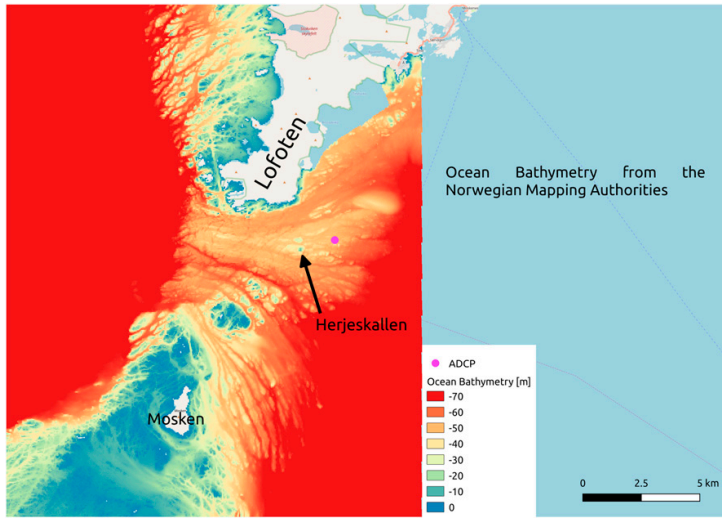 Lofoten
Ocean Bathymetry from the
Norwegian Mapping Authorities
Herjeskallen
Mosken
ADCP
Ocean Bathymetry [m]
-70
-60
-50
-40
-30
-20
-10
0
0 2.5 5 km